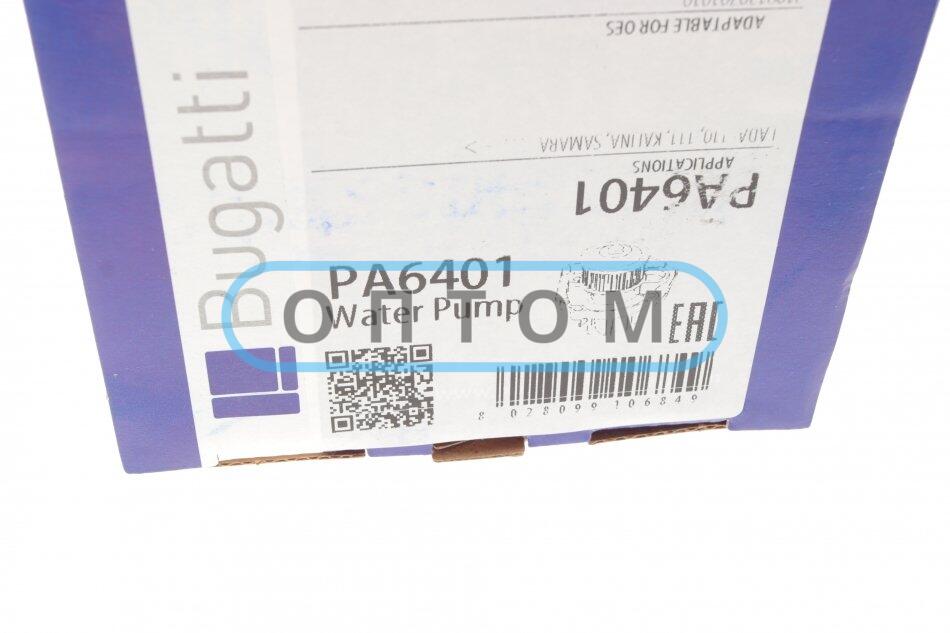 ADAPTABLE FOR OES
LADA 110, 111, KALINA, SAMARA
APPLICATIONS
PA6401
Bugatti
PA6401
Water Pump
ОПТОМ
EAC
8 028099 106849